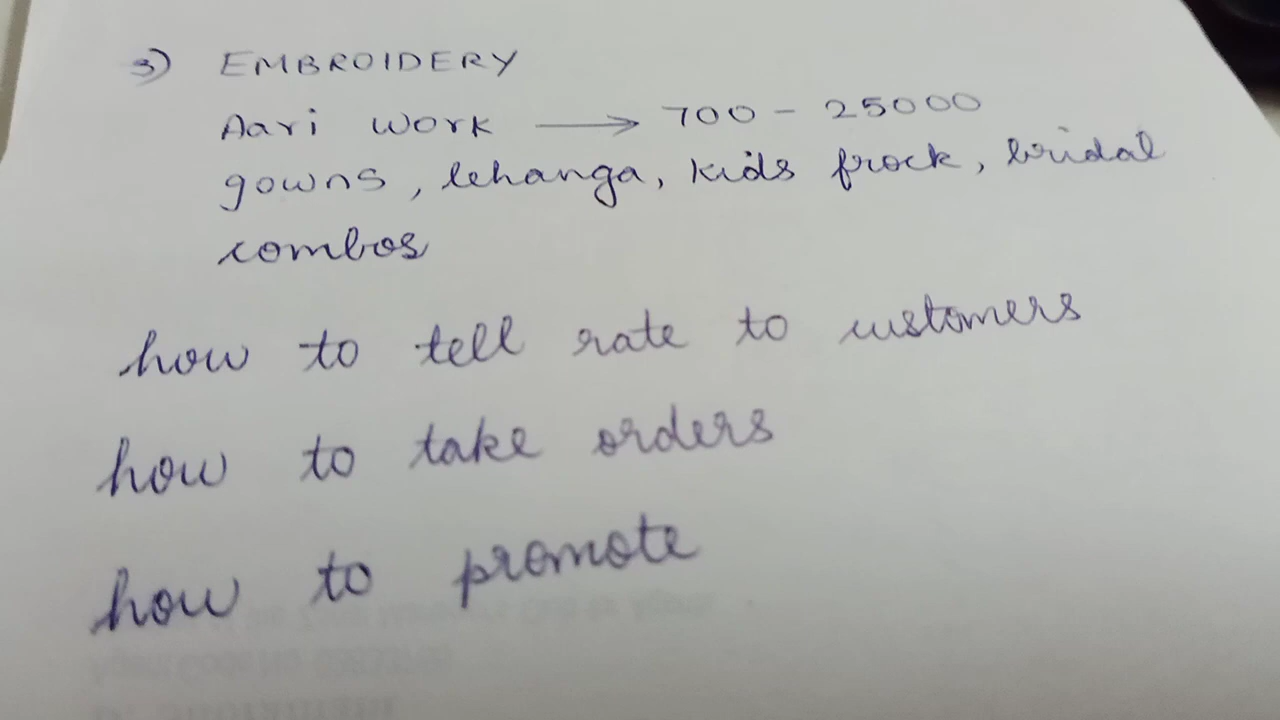 3) EMBROIDERY
Aari work → 700 - 25000
gowns, lehanga, kids frock, bridal
combos
how to tell rate to customers
how to take orders
how to promote